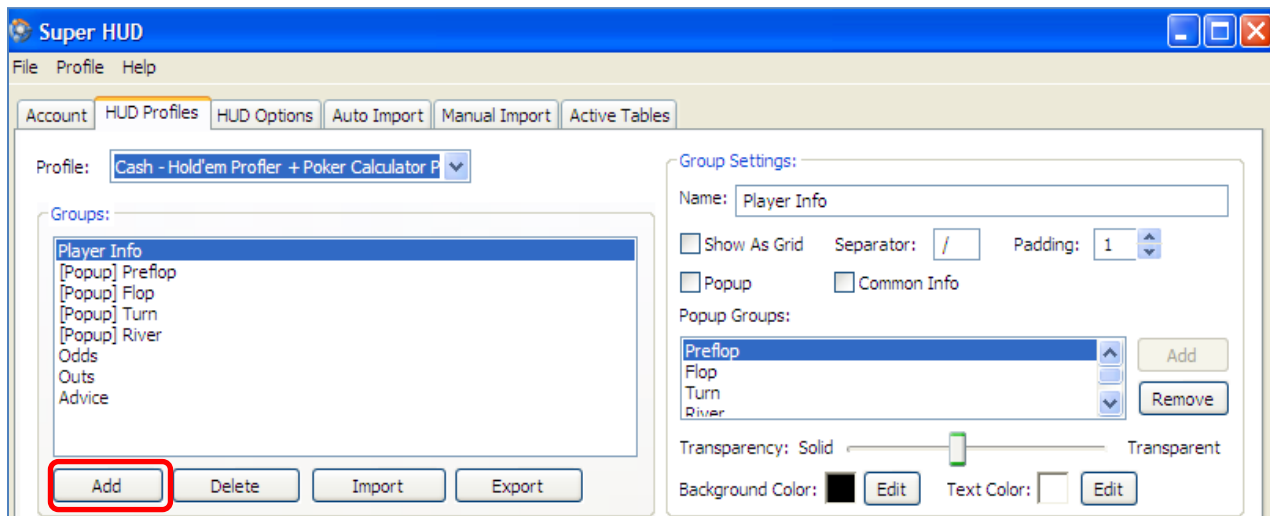 Super HUD
File Profile Help
Account HUD Profiles HUD Options Auto Import Manual Import Active Tables
Profile: Cash - Hold'em Profler + Poker Calculator P
Groups:
Player Info
[Popup] Preflop
[Popup] Flop
[Popup] Turn
[Popup] River
Odds
Outs
Advice
Add Delete Import Export
Group Settings:
Name: Player Info
Show As Grid Separator: / Padding: 1
Popup Common Info
Popup Groups:
Preflop
Flop
Turn
River
Add
Remove
Transparency: Solid Transparent
Background Color: Edit Text Color: Edit